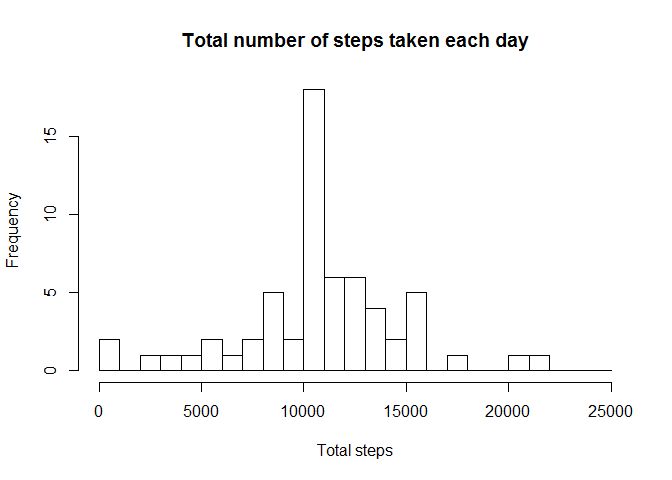 Total number of steps taken each day
Frequency
15
10
5
0
0 5000 10000 15000 20000 25000
Total steps